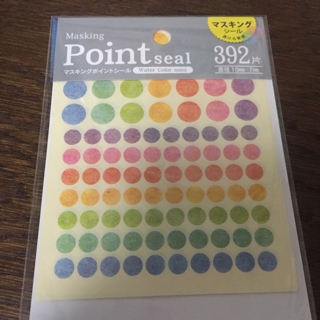 Masking
Point seal
マスキングポイントシール
Water color tone
392片
マスキング
シール